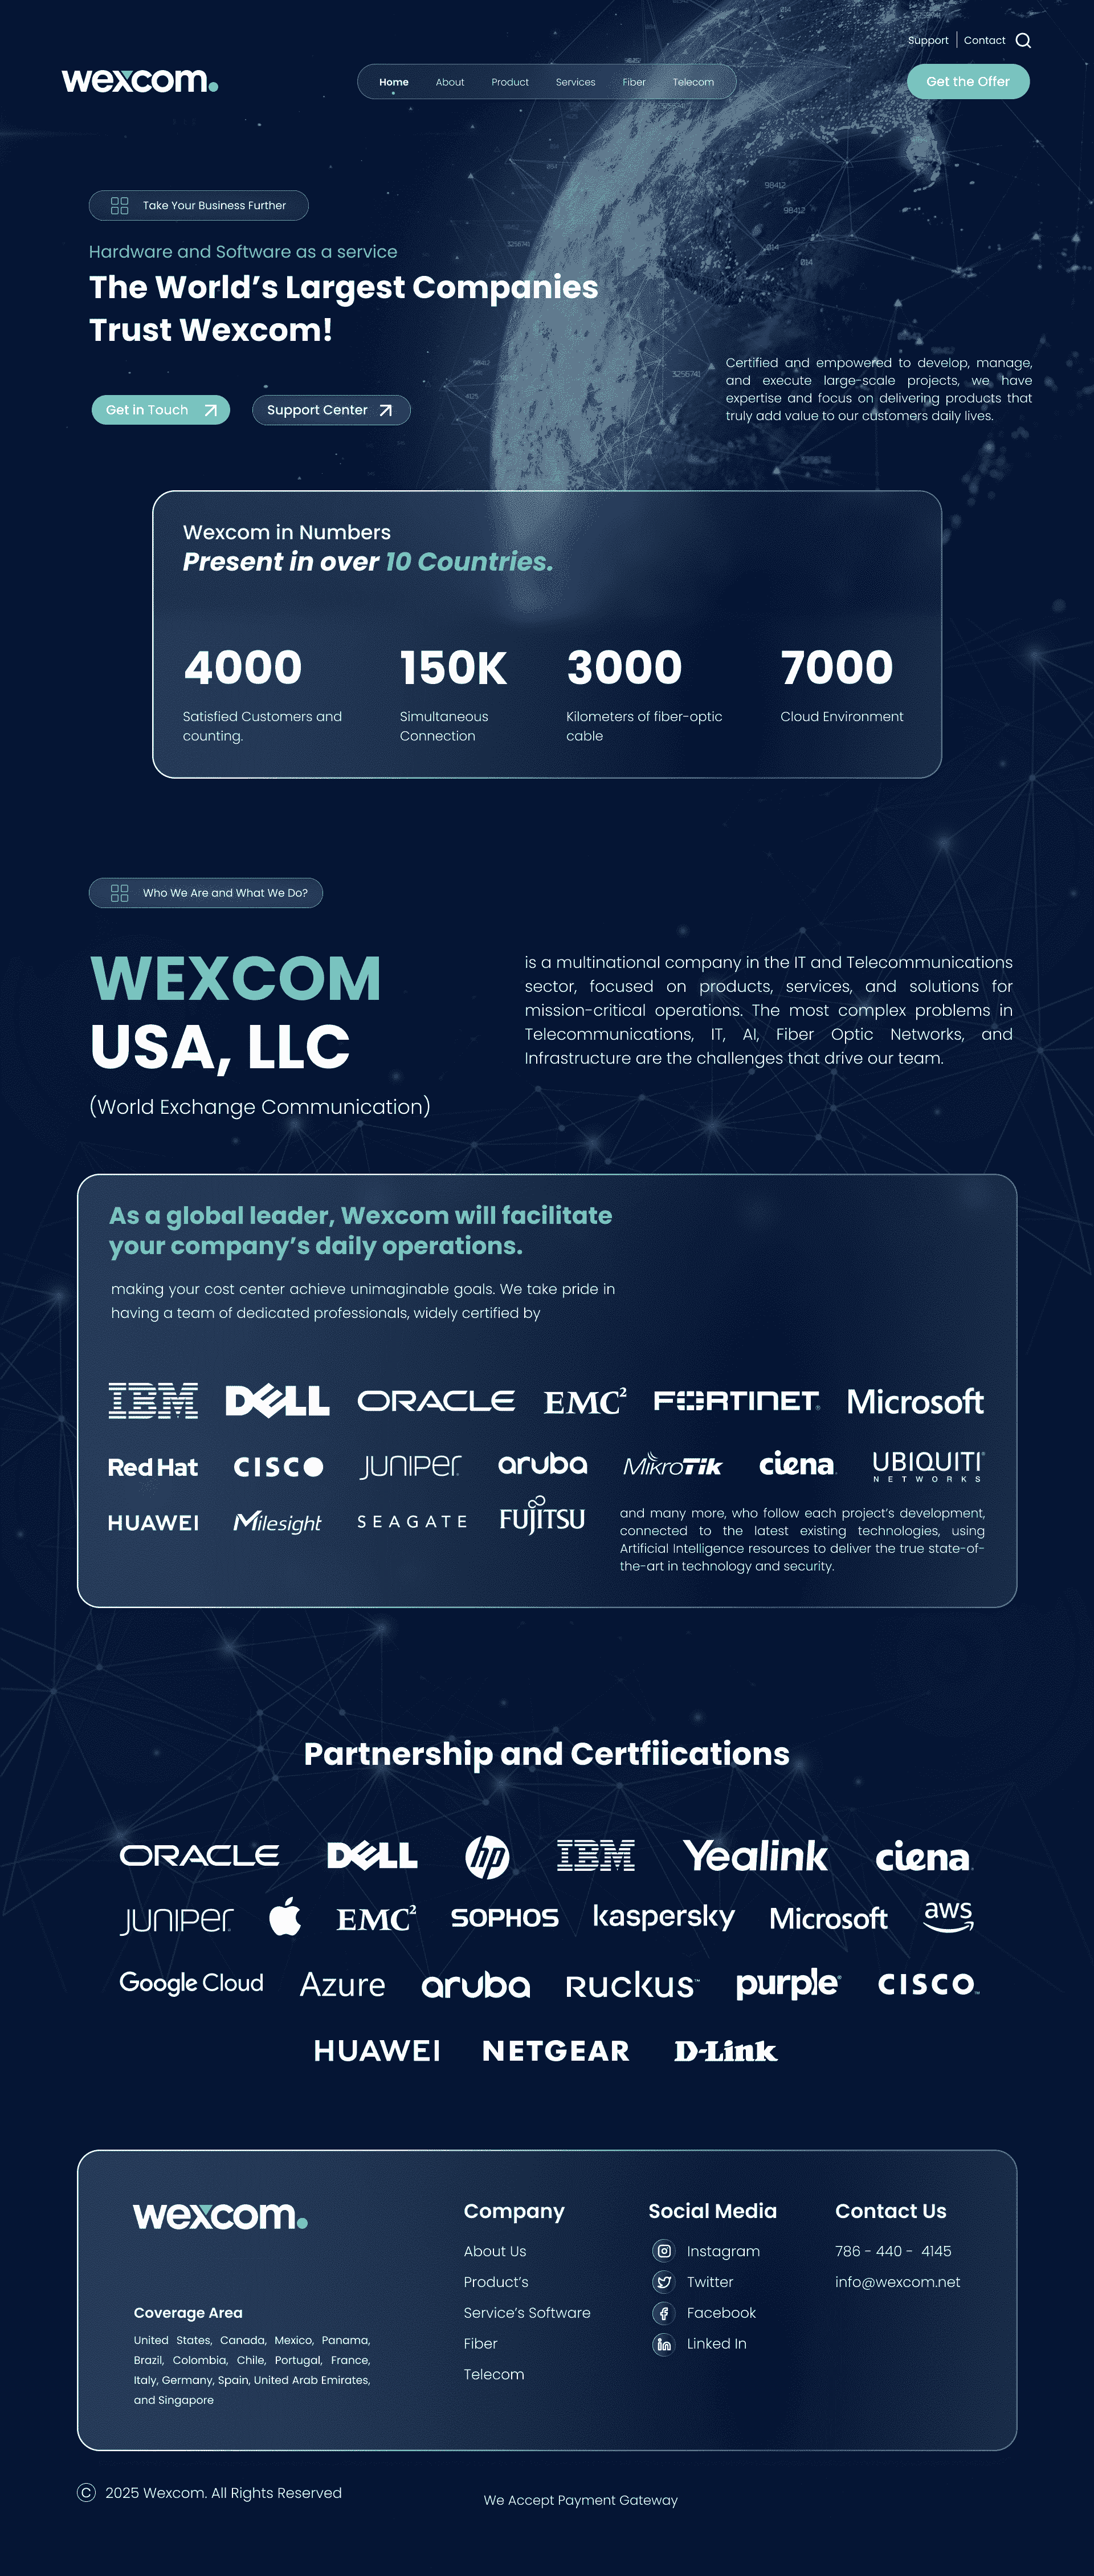 Support Contact
wexcom.
Home About Product Services Fiber Telecom
Get the Offer
Take Your Business Further
Hardware and Software as a service
The World's Largest Companies
Trust Wexcom!
Certified and empowered to develop, manage,
and execute large-scale projects, we have
expertise and focus on delivering products that
truly add value to our customers daily lives.
Get in Touch Support Center
98412
98412
014
014
3256741
3256741
Wexcom in Numbers
Present in over 10 Countries.
4000 150K 3000 7000
Satisfied Customers and Simultaneous Kilometers of fiber-optic Cloud Environment
counting. Connection cable
Who We Are and What We Do?
WEXCOM
USA, LLC
(World Exchange Communication)
is a multinational company in the IT and Telecommunications
sector, focused on products, services, and solutions for
mission-critical operations. The most complex problems in
Telecommunications, IT, AI, Fiber Optic Networks, and
Infrastructure are the challenges that drive our team.
As a global leader, Wexcom will facilitate
your company's daily operations.
making your cost center achieve unimaginable goals. We take pride in
having a team of dedicated professionals, widely certified by
IBM DELL ORACLE EMC² FORTINET® Microsoft
Red Hat CISCO JUNIPER aruba MikroTik ciena UBIQUITI®
NETWORKS
HUAWEI Milesight SEAGATE FUJITSU
and many more, who follow each project's development,
connected to the latest existing technologies, using
Artificial Intelligence resources to deliver the true state-of-
the-art in technology and security.
Partnership and Certfiications
ORACLE DELL hp IBM Yealink ciena
JUNIPER EMC² SOPHOS kaspersky Microsoft aws
Google Cloud Azure aruba Ruckus™ purple® CISCO™
HUAWEI NETGEAR D-Link
wexcom.
Coverage Area
United States, Canada, Mexico, Panama,
Brazil, Colombia, Chile, Portugal, France,
Italy, Germany, Spain, United Arab Emirates,
and Singapore
Company
About Us
Product's
Service's Software
Fiber
Telecom
Social Media
Instagram
Twitter
Facebook
Linked In
Contact Us
786 - 440 - 4145
info@wexcom.net
© 2025 Wexcom. All Rights Reserved
We Accept Payment Gateway